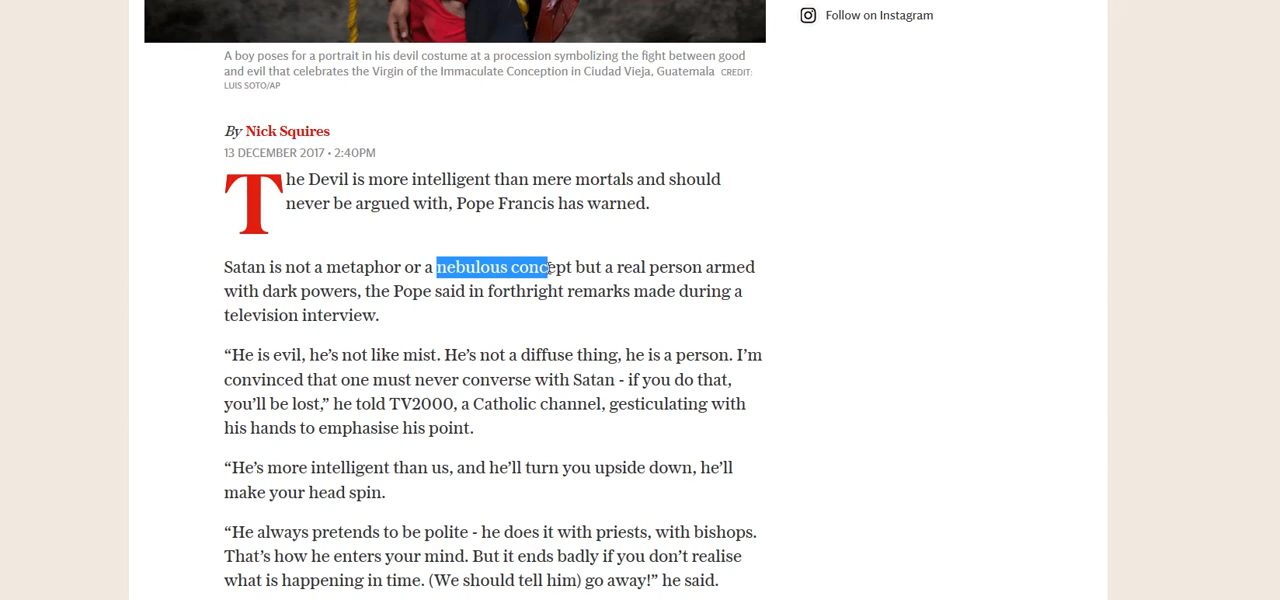 Follow on Instagram
A boy poses for a portrait in his devil costume at a procession symbolizing the fight between good
and evil that celebrates the Virgin of the Immaculate Conception in Ciudad Vieja, Guatemala CREDIT:
LUIS SOTO/AP
By Nick Squires
13 DECEMBER 2017 • 2:40PM
The Devil is more intelligent than mere mortals and should
never be argued with, Pope Francis has warned.
Satan is not a metaphor or a nebulous concept but a real person armed
with dark powers, the Pope said in forthright remarks made during a
television interview.
“He is evil, he’s not like mist. He’s not a diffuse thing, he is a person. I’m
convinced that one must never converse with Satan - if you do that,
you’ll be lost,” he told TV2000, a Catholic channel, gesticulating with
his hands to emphasise his point.
“He’s more intelligent than us, and he’ll turn you upside down, he’ll
make your head spin.
“He always pretends to be polite - he does it with priests, with bishops.
That’s how he enters your mind. But it ends badly if you don’t realise
what is happening in time. (We should tell him) go away!” he said.